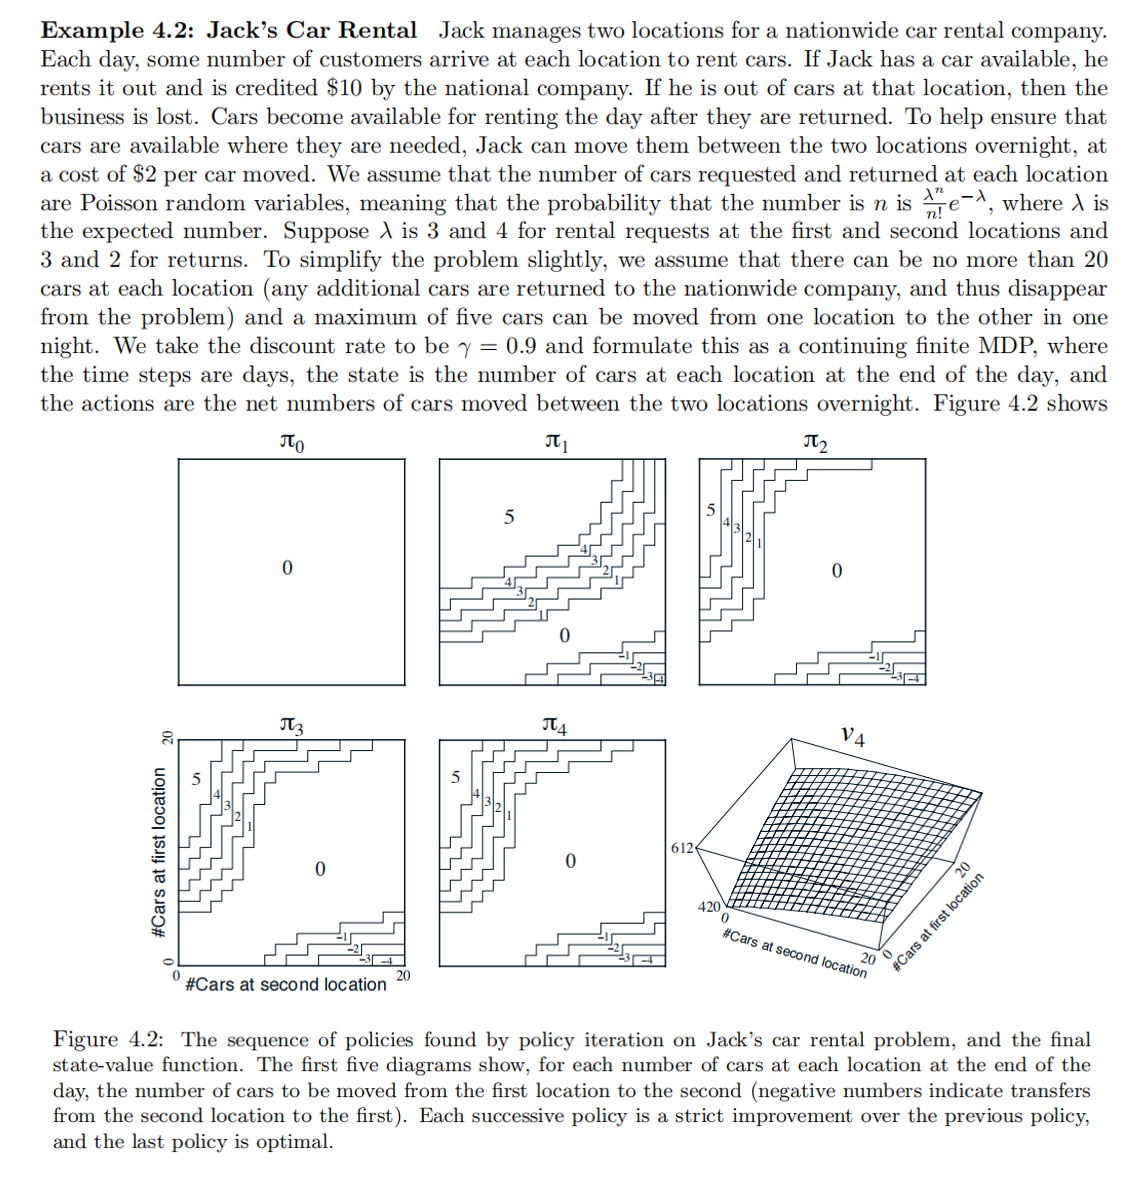 Example 4.2: Jack's Car Rental Jack manages two locations for a nationwide car rental company.
Each day, some number of customers arrive at each location to rent cars. If Jack has a car available, he
rents it out and is credited $10 by the national company. If he is out of cars at that location, then the
business is lost. Cars become available for renting the day after they are returned. To help ensure that
cars are available where they are needed, Jack can move them between the two locations overnight, at
a cost of $2 per car moved. We assume that the number of cars requested and returned at each location
are Poisson random variables, meaning that the probability that the number is n is λⁿ/n! e^−λ, where λ is
the expected number. Suppose λ is 3 and 4 for rental requests at the first and second locations and
3 and 2 for returns. To simplify the problem slightly, we assume that there can be no more than 20
cars at each location (any additional cars are returned to the nationwide company, and thus disappear
from the problem) and a maximum of five cars can be moved from one location to the other in one
night. We take the discount rate to be γ = 0.9 and formulate this as a continuing finite MDP, where
the time steps are days, the state is the number of cars at each location at the end of the day, and
the actions are the net numbers of cars moved between the two locations overnight. Figure 4.2 shows
π0 π1 π2
0
5
4
3
2
1
4
3
2
1
0
-1
-2
-3
-4
5
4
3
2
1
0
-1
-2
-3
-4
π3 π4 v4
#Cars at first location
20
0
5
4
3
2
1
0
-1
-2
-3
-4
0
#Cars at second location
20
5
4
3
2
1
0
-1
-2
-3
-4
612
420
0
#Cars at second location
20
0
#Cars at first location
20
Figure 4.2: The sequence of policies found by policy iteration on Jack's car rental problem, and the final
state-value function. The first five diagrams show, for each number of cars at each location at the end of the
day, the number of cars to be moved from the first location to the second (negative numbers indicate transfers
from the second location to the first). Each successive policy is a strict improvement over the previous policy,
and the last policy is optimal.